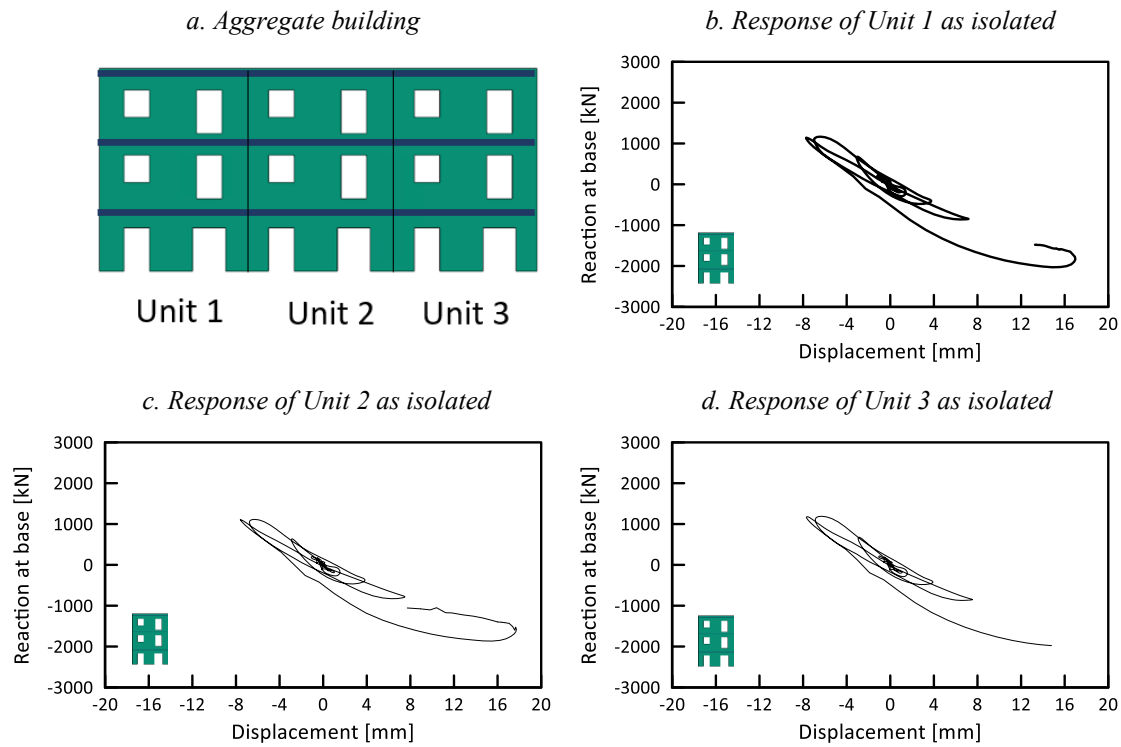 a. Aggregate building
Unit 1
Unit 2
Unit 3
b. Response of Unit 1 as isolated
Reaction at base [kN]
3000
2000
1000
0
-1000
-2000
-3000
-20 -16 -12 -8 -4 0 4 8 12 16 20
Displacement [mm]
c. Response of Unit 2 as isolated
Reaction at base [kN]
3000
2000
1000
0
-1000
-2000
-3000
-20 -16 -12 -8 -4 0 4 8 12 16 20
Displacement [mm]
d. Response of Unit 3 as isolated
Reaction at base [kN]
3000
2000
1000
0
-1000
-2000
-3000
-20 -16 -12 -8 -4 0 4 8 12 16 20
Displacement [mm]